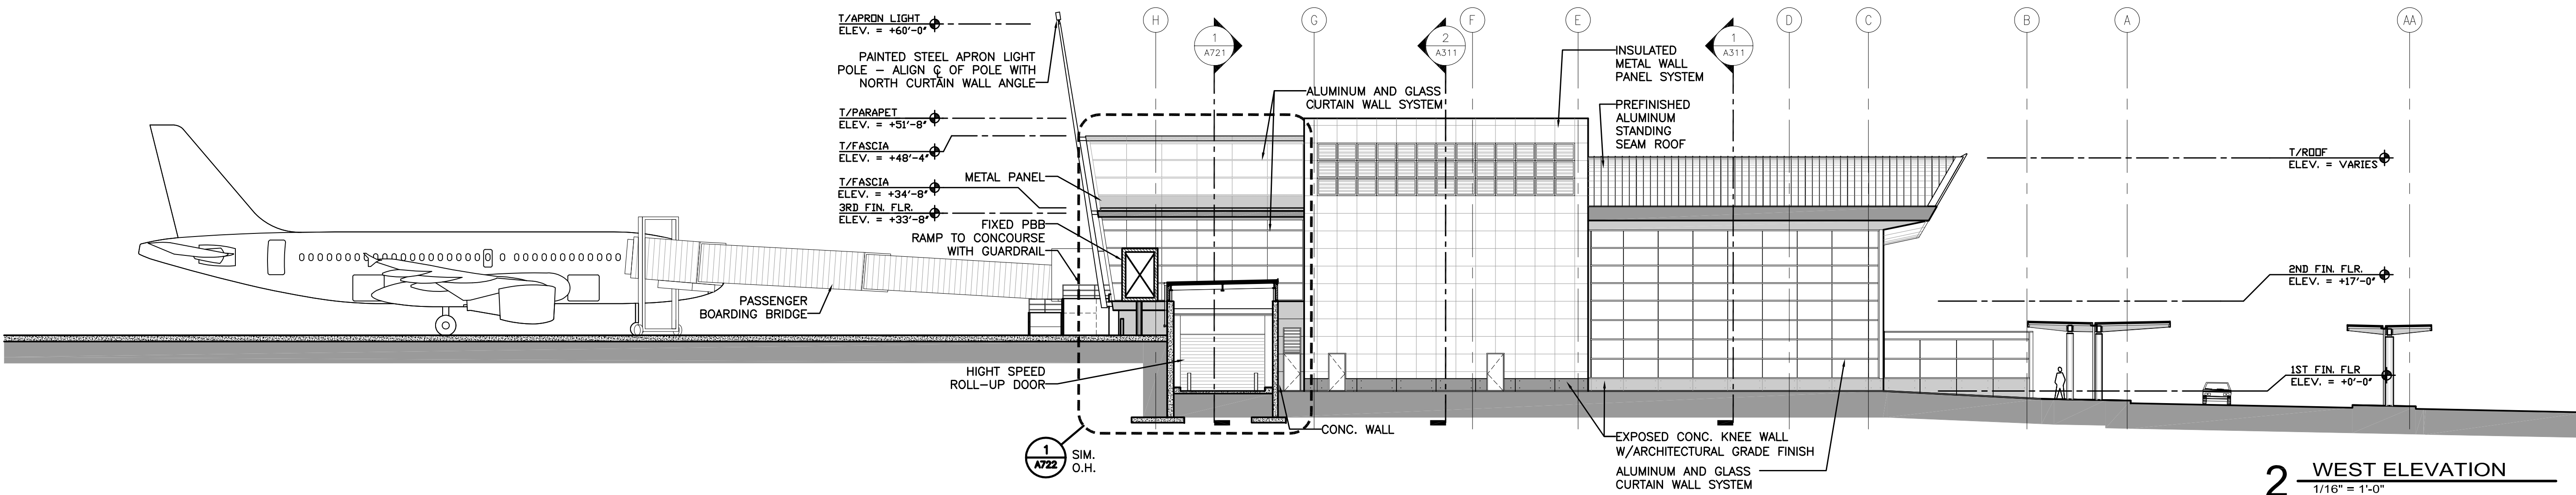 T/APRON LIGHT
ELEV. = +60'-0"
PAINTED STEEL APRON LIGHT
POLE – ALIGN ℄ OF POLE WITH
NORTH CURTAIN WALL ANGLE
T/PARAPET
ELEV. = +51'-8"
T/FASCIA
ELEV. = +48'-4"
METAL PANEL
T/FASCIA
ELEV. = +34'-8"
3RD FIN. FLR.
ELEV. = +33'-8"
FIXED PBB
RAMP TO CONCOURSE
WITH GUARDRAIL
PASSENGER
BOARDING BRIDGE
HIGHT SPEED
ROLL-UP DOOR
1
A722
SIM.
O.H.
H
1
A721
G
2
A311
F
E
1
A311
D
C
B
A
AA
ALUMINUM AND GLASS
CURTAIN WALL SYSTEM
INSULATED
METAL WALL
PANEL SYSTEM
PREFINISHED
ALUMINUM
STANDING
SEAM ROOF
CONC. WALL
EXPOSED CONC. KNEE WALL
W/ARCHITECTURAL GRADE FINISH
ALUMINUM AND GLASS
CURTAIN WALL SYSTEM
T/ROOF
ELEV. = VARIES
2ND FIN. FLR.
ELEV. = +17'-0"
1ST FIN. FLR
ELEV. = +0'-0"
2 WEST ELEVATION
1/16" = 1'-0"